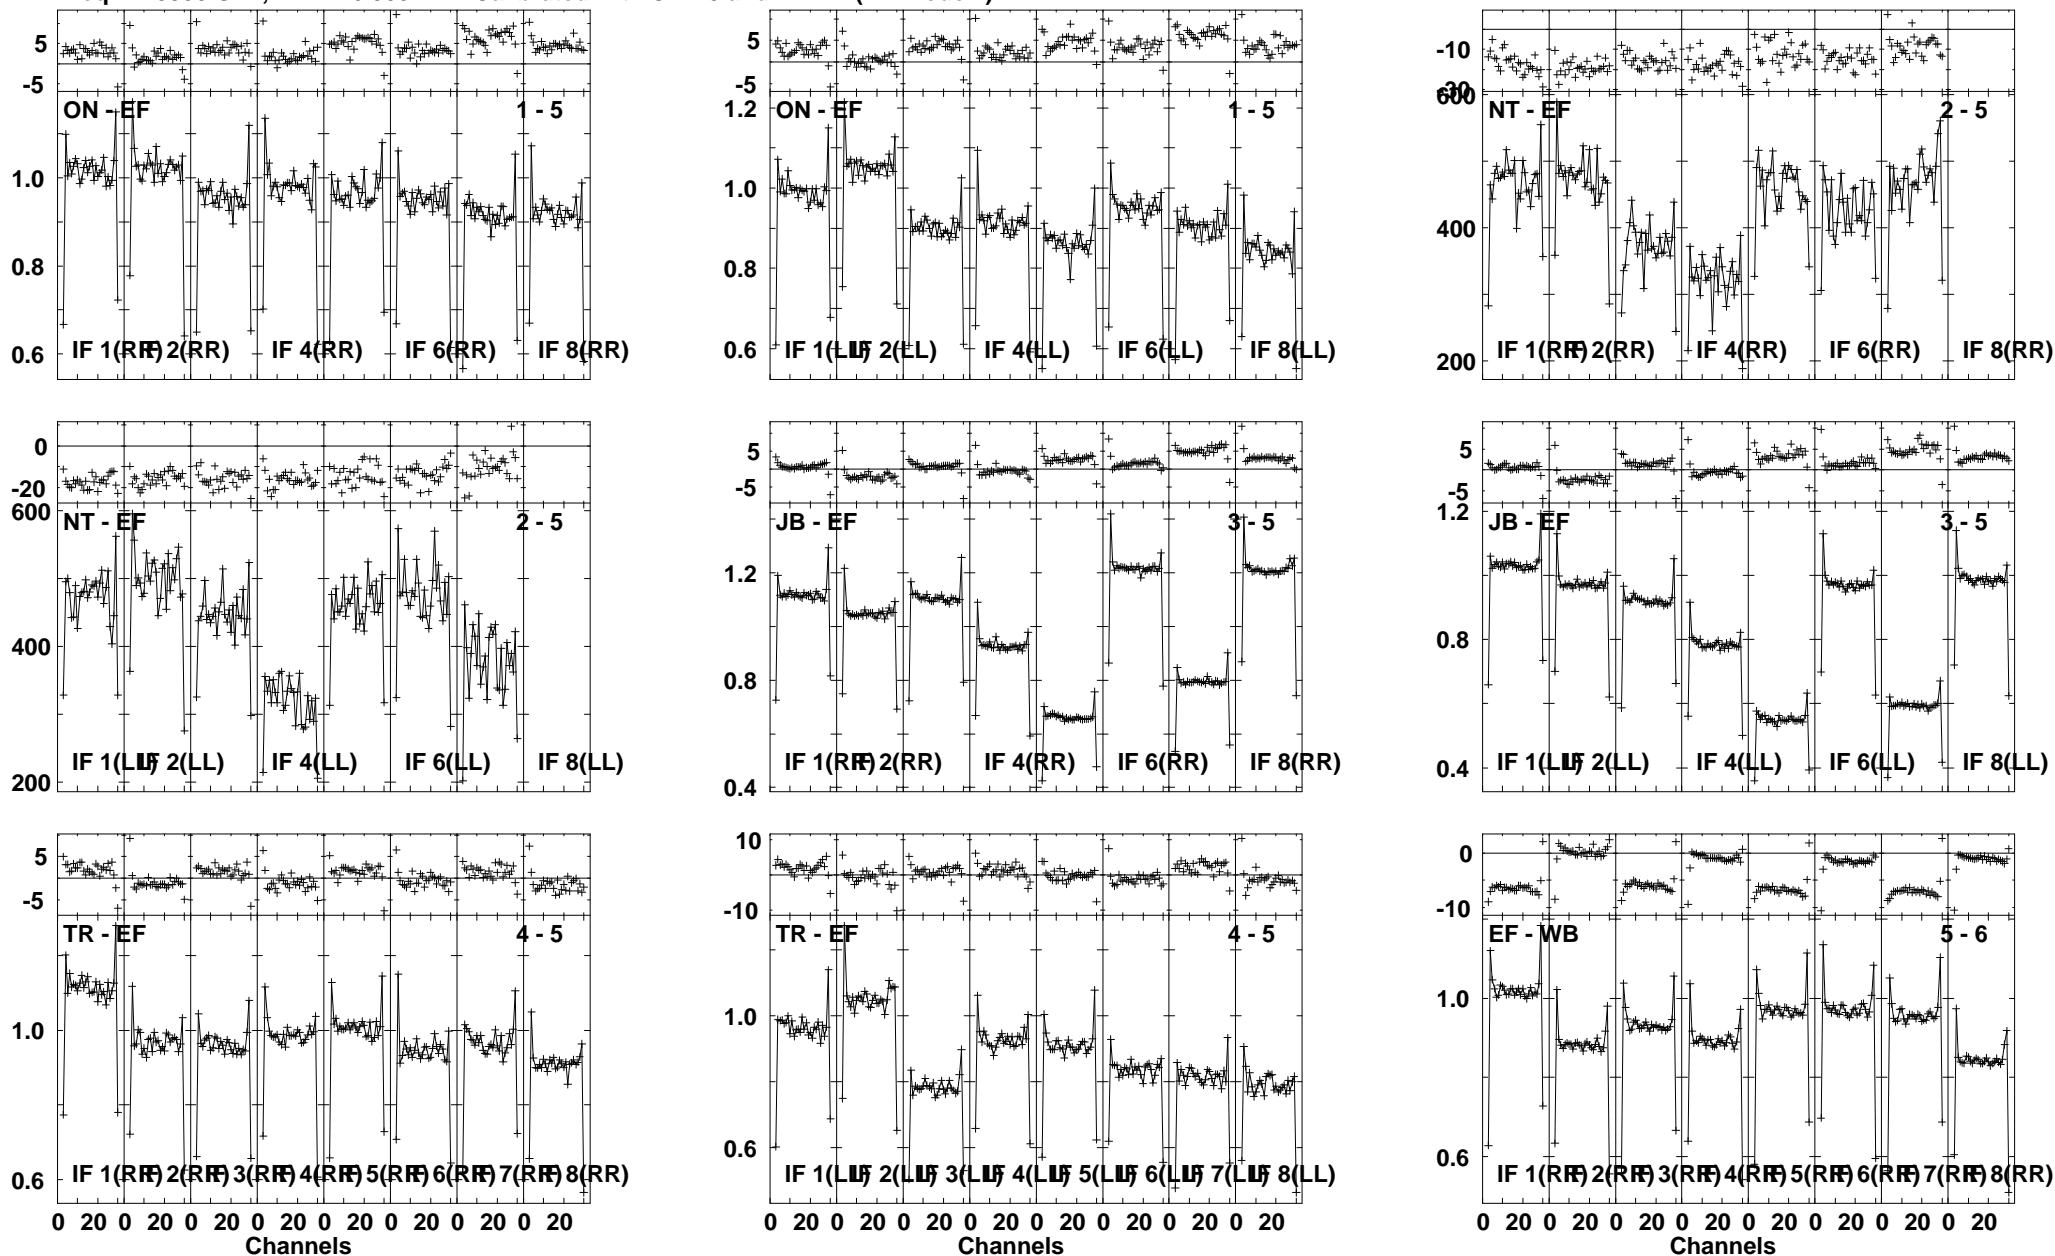 5
-5
ON - EF 1 - 5
1.0
0.8
0.6
IF 1(RR) IF 2(RR) IF 4(RR) IF 6(RR) IF 8(RR)
5
-5
1.2
ON - EF 1 - 5
1.0
0.8
0.6
IF 1(LL) IF 2(LL) IF 4(LL) IF 6(LL) IF 8(LL)
-10
-30
600
NT - EF 2 - 5
400
200
IF 1(RR) IF 2(RR) IF 4(RR) IF 6(RR) IF 8(RR)
0
-20
600
NT - EF 2 - 5
400
200
IF 1(LL) IF 2(LL) IF 4(LL) IF 6(LL) IF 8(LL)
5
-5
JB - EF 3 - 5
1.2
0.8
0.4
IF 1(RR) IF 2(RR) IF 4(RR) IF 6(RR) IF 8(RR)
5
-5
1.2
JB - EF 3 - 5
0.8
0.4
IF 1(LL) IF 2(LL) IF 4(LL) IF 6(LL) IF 8(LL)
5
-5
TR - EF 4 - 5
1.0
0.6
IF 1(RR) IF 2(RR) IF 3(RR) IF 4(RR) IF 5(RR) IF 6(RR) IF 7(RR) IF 8(RR)
0 20 0 20 0 20 0 20 0 20 0 20 0 20 0 20
Channels
10
-10
TR - EF 4 - 5
1.0
0.6
IF 1(LL) IF 2(LL) IF 3(LL) IF 4(LL) IF 5(LL) IF 6(LL) IF 7(LL) IF 8(LL)
0 20 0 20 0 20 0 20 0 20 0 20 0 20 0 20
Channels
0
-10
EF - WB 5 - 6
1.0
0.6
IF 1(RR) IF 2(RR) IF 3(RR) IF 4(RR) IF 5(RR) IF 6(RR) IF 7(RR) IF 8(RR)
0 20 0 20 0 20 0 20 0 20 0 20 0 20 0 20
Channels